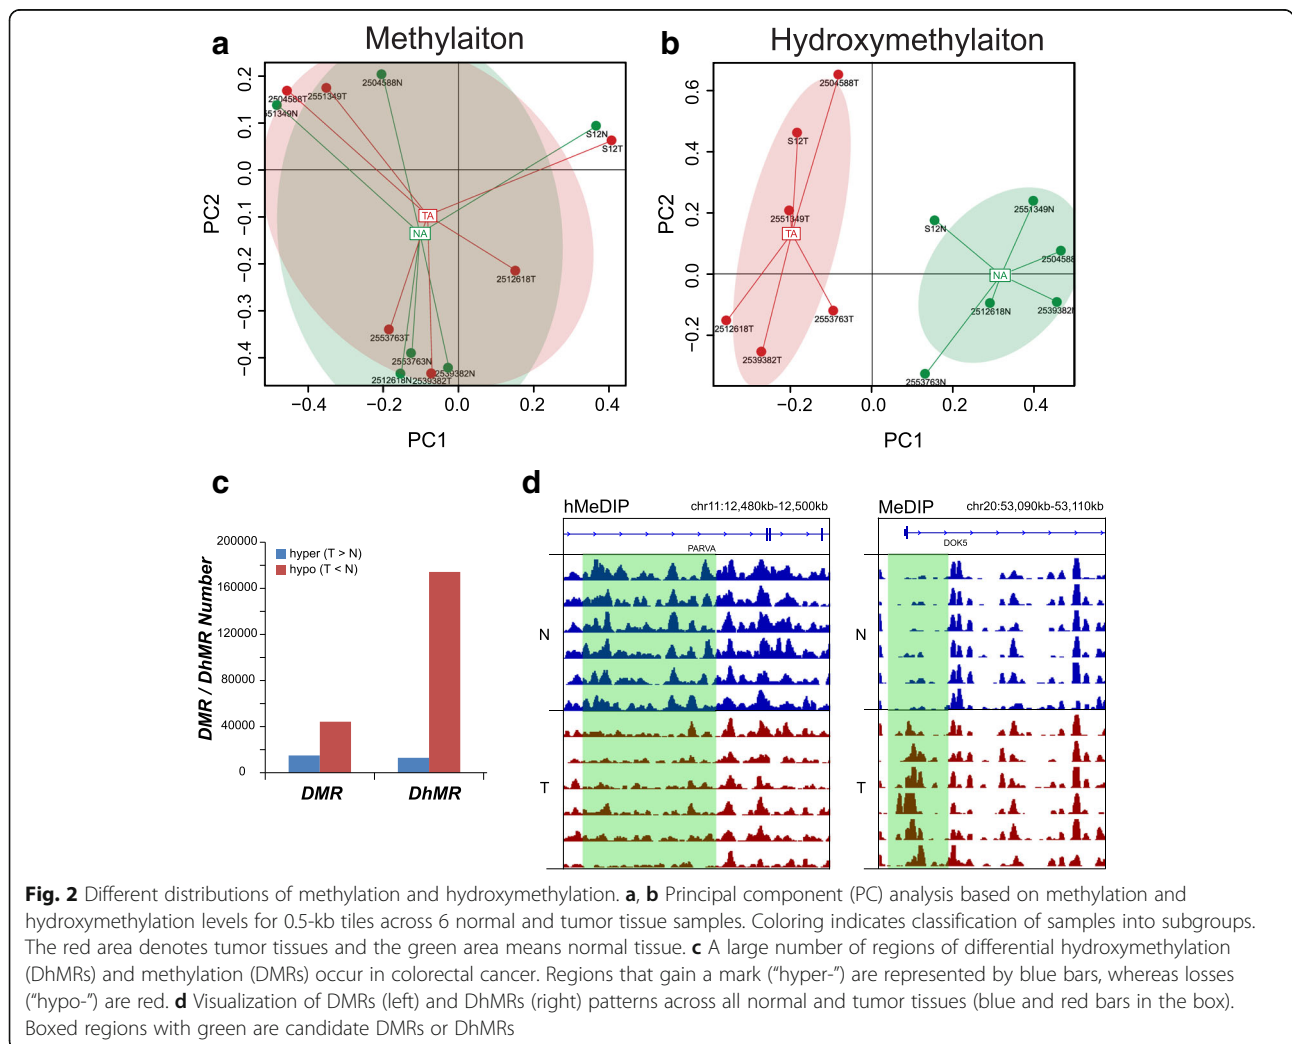 a Methylaiton
0.2
0.1
0.0
−0.1
−0.2
−0.3
−0.4
PC2
2504588N
2504588T
2551349T
551349N
S12N
S12T
TA
NA
2512618T
2553763T
2553763N
2539382N
2512618N
2539382T
−0.4 −0.2 0.0 0.2 0.4
PC1
b Hydroxymethylaiton
0.6
0.4
0.2
0.0
−0.2
PC2
2504588T
S12T
2551349T
TA
2512618T
2553763T
2539382T
2551349N
S12N
2504588
NA
2512618N
2539382
2553763N
−0.2 0.0 0.2 0.4
PC1
c
DMR / DhMR Number
200000
160000
120000
80000
40000
0
hyper (T > N)
hypo (T < N)
DMR DhMR
d
hMeDIP chr11:12,480kb-12,500kb
PARVA
N
T
MeDIP chr20:53,090kb-53,110kb
DOK5
N
T
Fig. 2 Different distributions of methylation and hydroxymethylation. a, b Principal component (PC) analysis based on methylation and
hydroxymethylation levels for 0.5-kb tiles across 6 normal and tumor tissue samples. Coloring indicates classification of samples into subgroups.
The red area denotes tumor tissues and the green area means normal tissue. c A large number of regions of differential hydroxymethylation
(DhMRs) and methylation (DMRs) occur in colorectal cancer. Regions that gain a mark (“hyper-”) are represented by blue bars, whereas losses
(“hypo-”) are red. d Visualization of DMRs (left) and DhMRs (right) patterns across all normal and tumor tissues (blue and red bars in the box).
Boxed regions with green are candidate DMRs or DhMRs